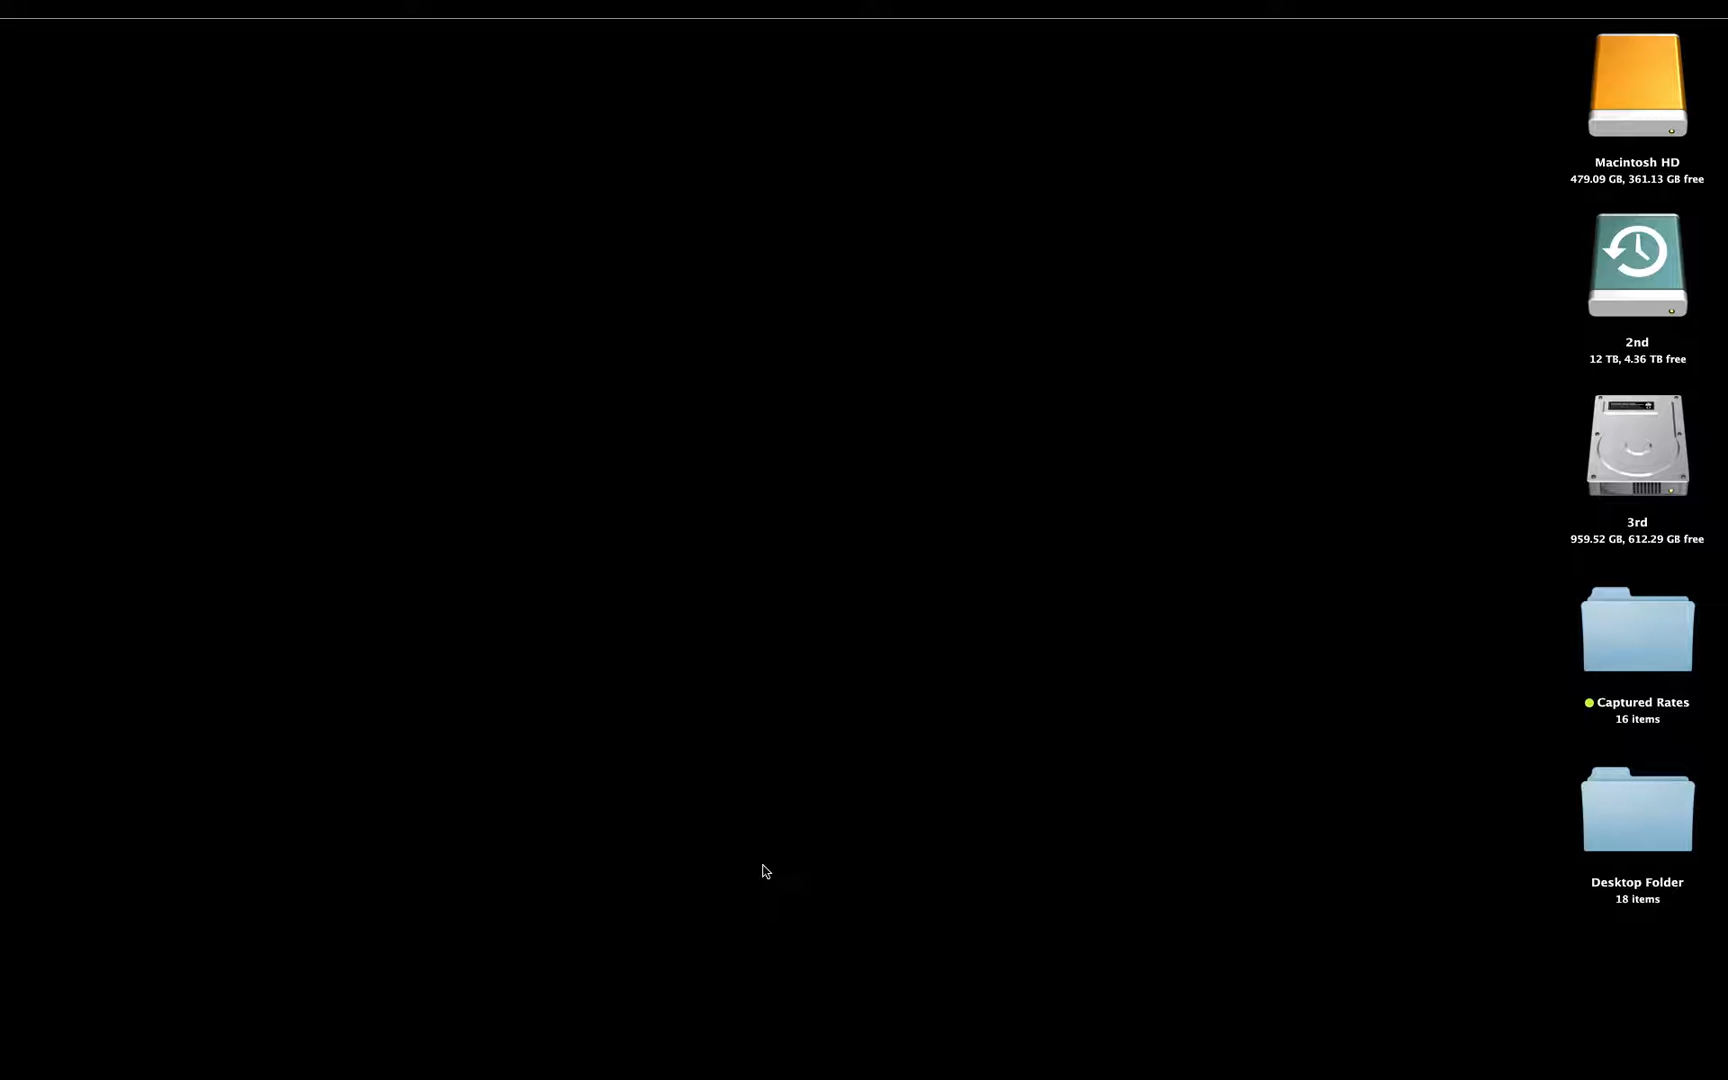 Macintosh HD
479.09 GB, 361.13 GB free
2nd
12 TB, 4.36 TB free
3rd
959.52 GB, 612.29 GB free
Captured Rates
16 items
Desktop Folder
18 items